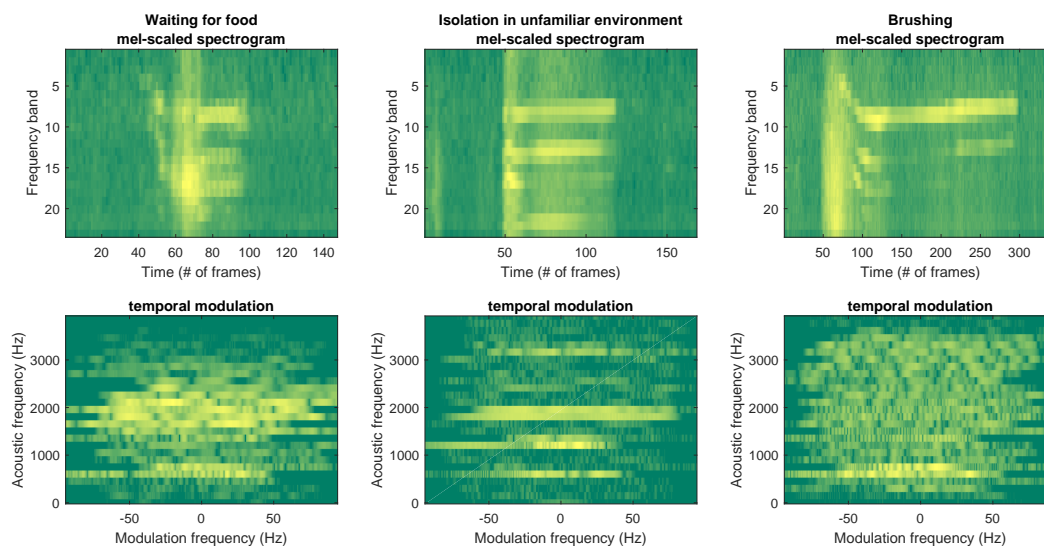 Waiting for food
mel-scaled spectrogram
Frequency band
5
10
15
20
20
40
60
80
100
120
140
Time (# of frames)
Isolation in unfamiliar environment
mel-scaled spectrogram
Frequency band
5
10
15
20
50
100
150
Time (# of frames)
Brushing
mel-scaled spectrogram
Frequency band
5
10
15
20
50
100
150
200
250
300
Time (# of frames)
temporal modulation
Acoustic frequency (Hz)
3000
2000
1000
0
-50
0
50
Modulation frequency (Hz)
temporal modulation
Acoustic frequency (Hz)
3000
2000
1000
0
-50
0
50
Modulation frequency (Hz)
temporal modulation
Acoustic frequency (Hz)
3000
2000
1000
0
-50
0
50
Modulation frequency (Hz)